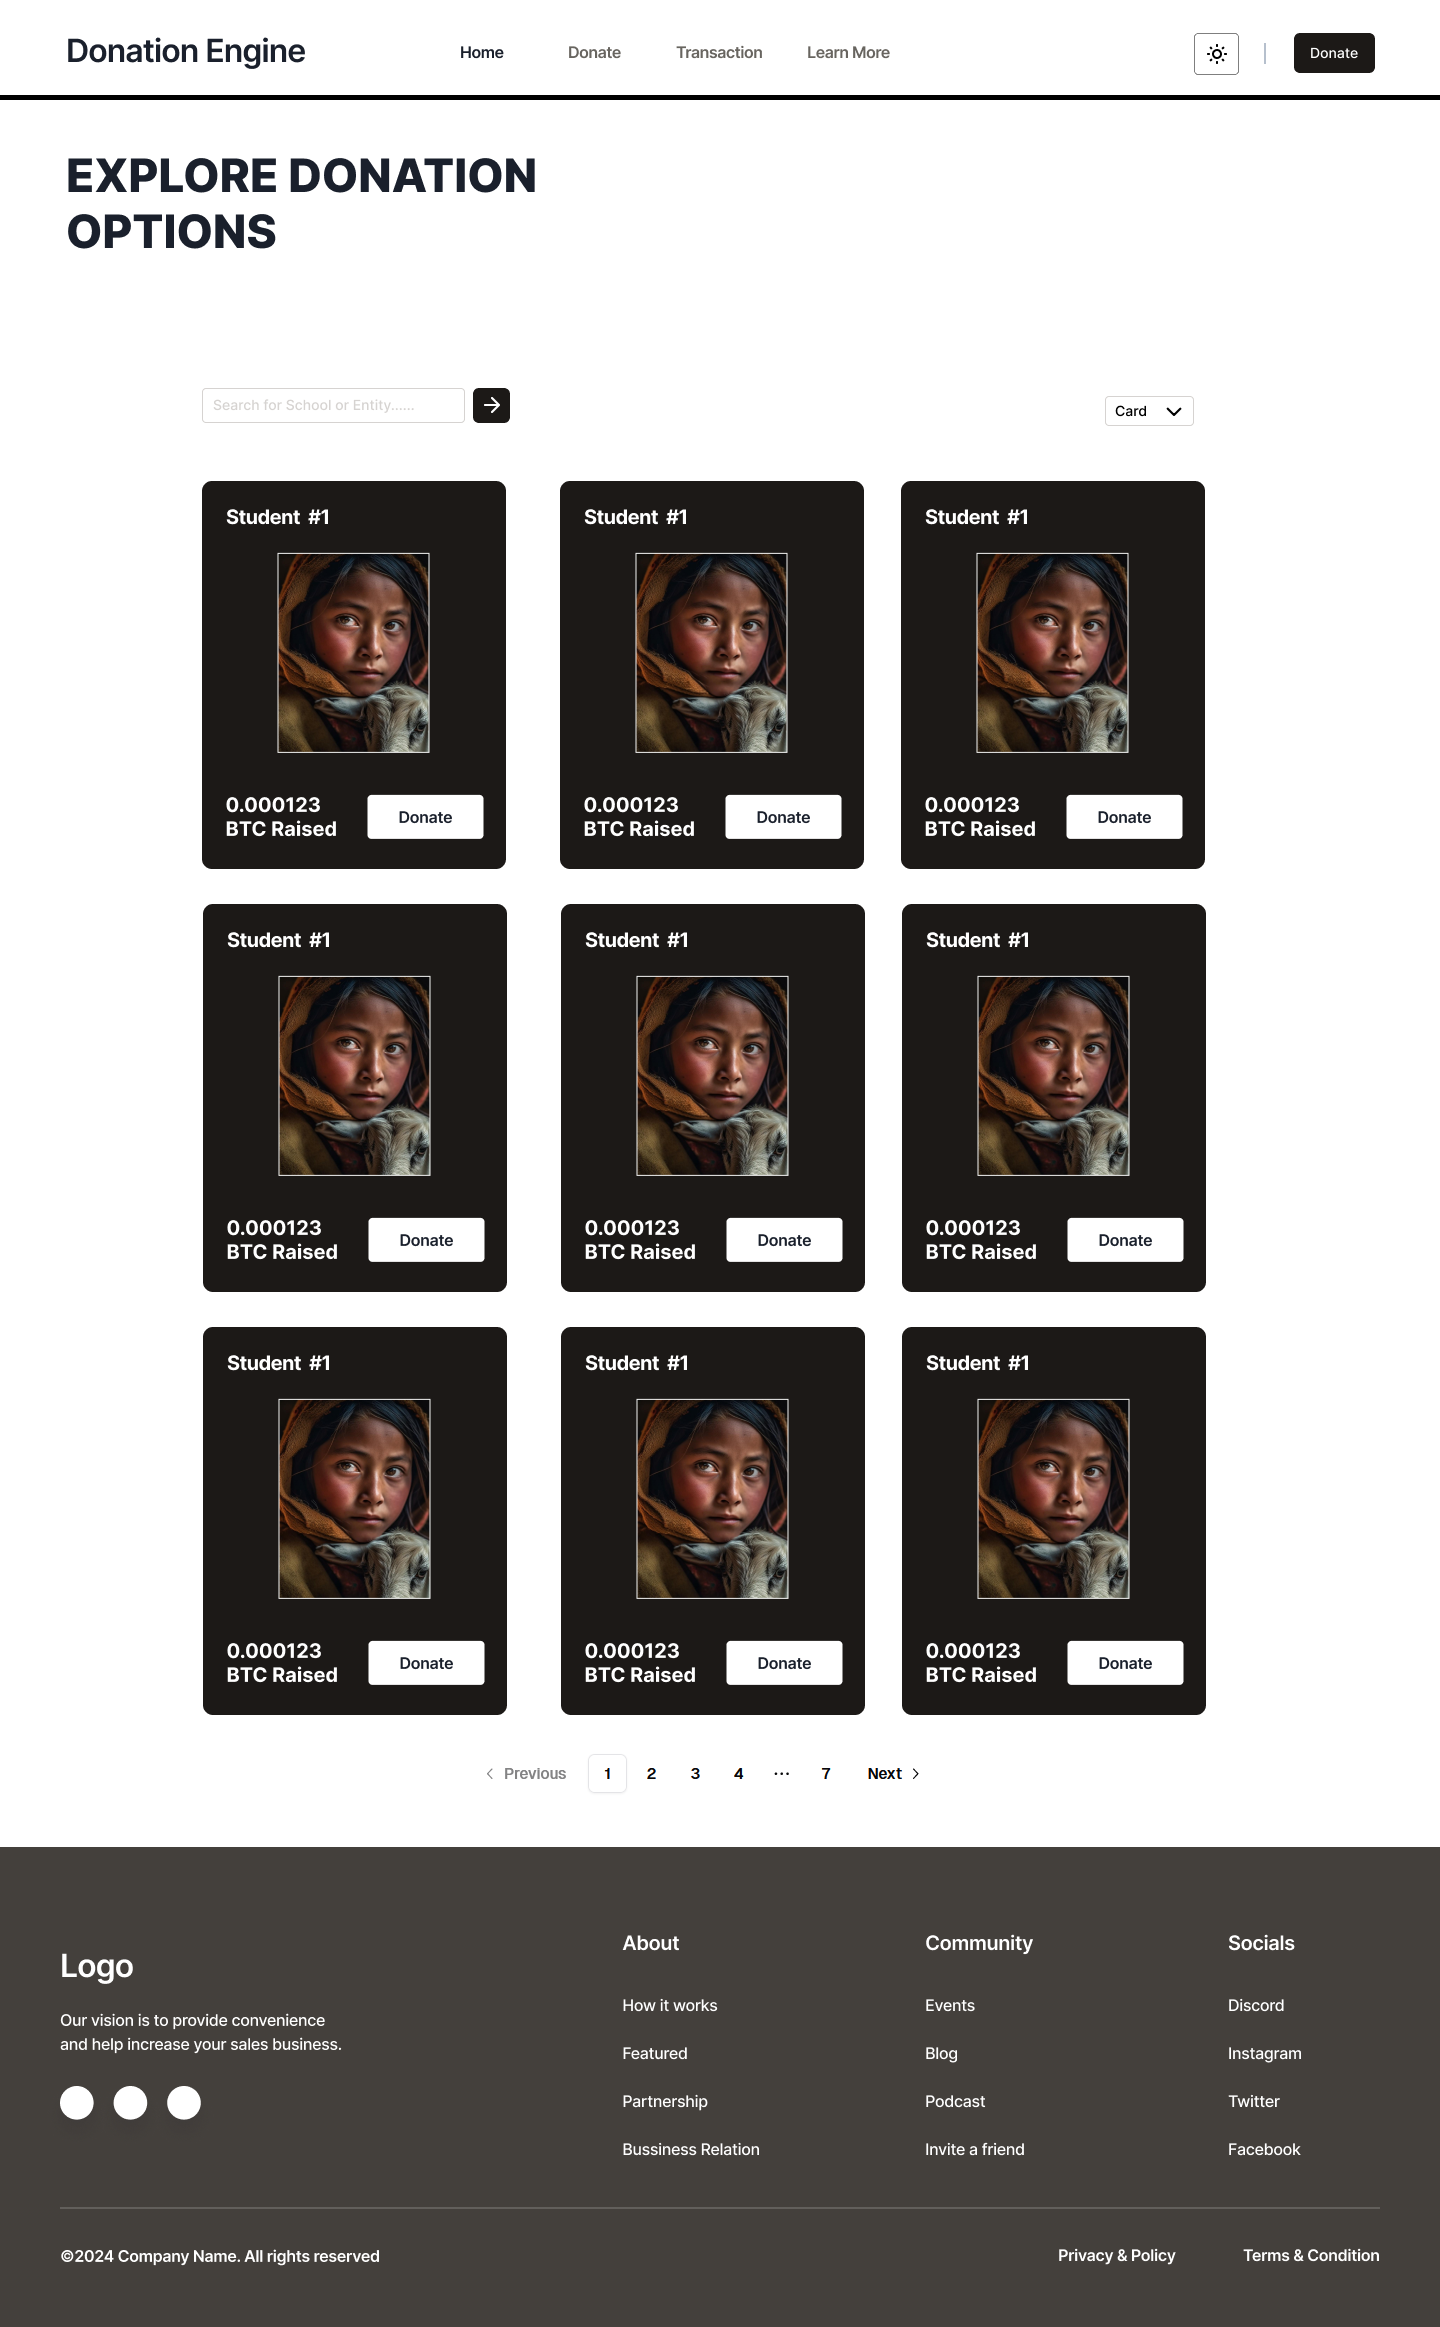 Donation Engine
Home
Donate
Transaction
Learn More
Donate
EXPLORE DONATION
OPTIONS
Search for School or Entity......
Card
Student #1
0.000123
BTC Raised
Donate
Student #1
0.000123
BTC Raised
Donate
Student #1
0.000123
BTC Raised
Donate
Student #1
0.000123
BTC Raised
Donate
Student #1
0.000123
BTC Raised
Donate
Student #1
0.000123
BTC Raised
Donate
Student #1
0.000123
BTC Raised
Donate
Student #1
0.000123
BTC Raised
Donate
Student #1
0.000123
BTC Raised
Donate
Previous 1 2 3 4 ... 7 Next
Logo
Our vision is to provide convenience
and help increase your sales business.
About
How it works
Featured
Partnership
Bussiness Relation
Community
Events
Blog
Podcast
Invite a friend
Socials
Discord
Instagram
Twitter
Facebook
©2024 Company Name. All rights reserved
Privacy & Policy
Terms & Condition